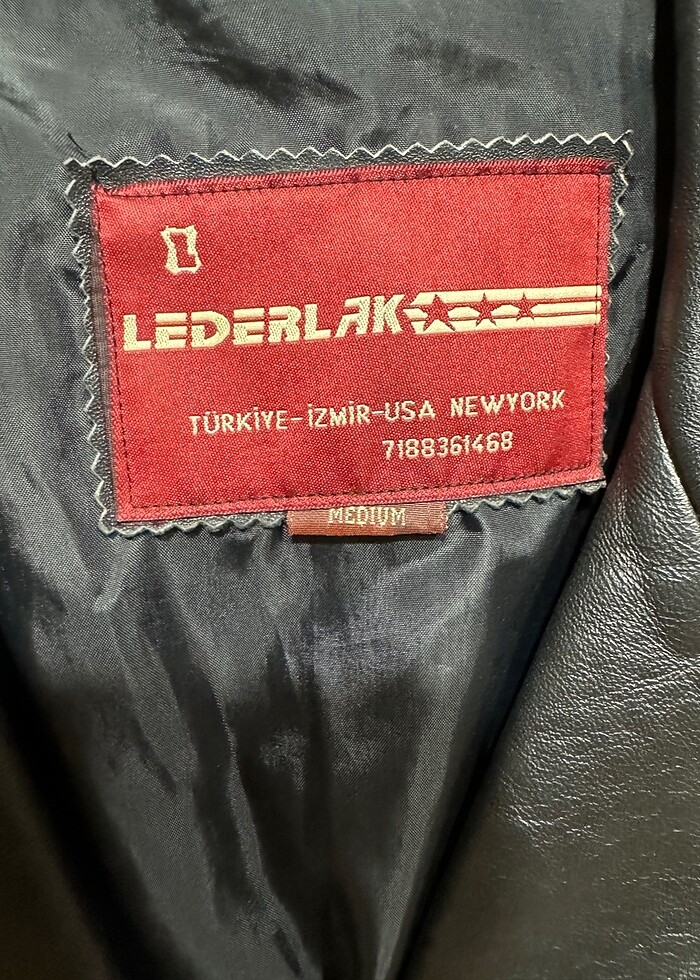 L
LEDERLAK
TÜRKİYE-İZMİR-USA NEWYORK
7188361468
MEDIUM